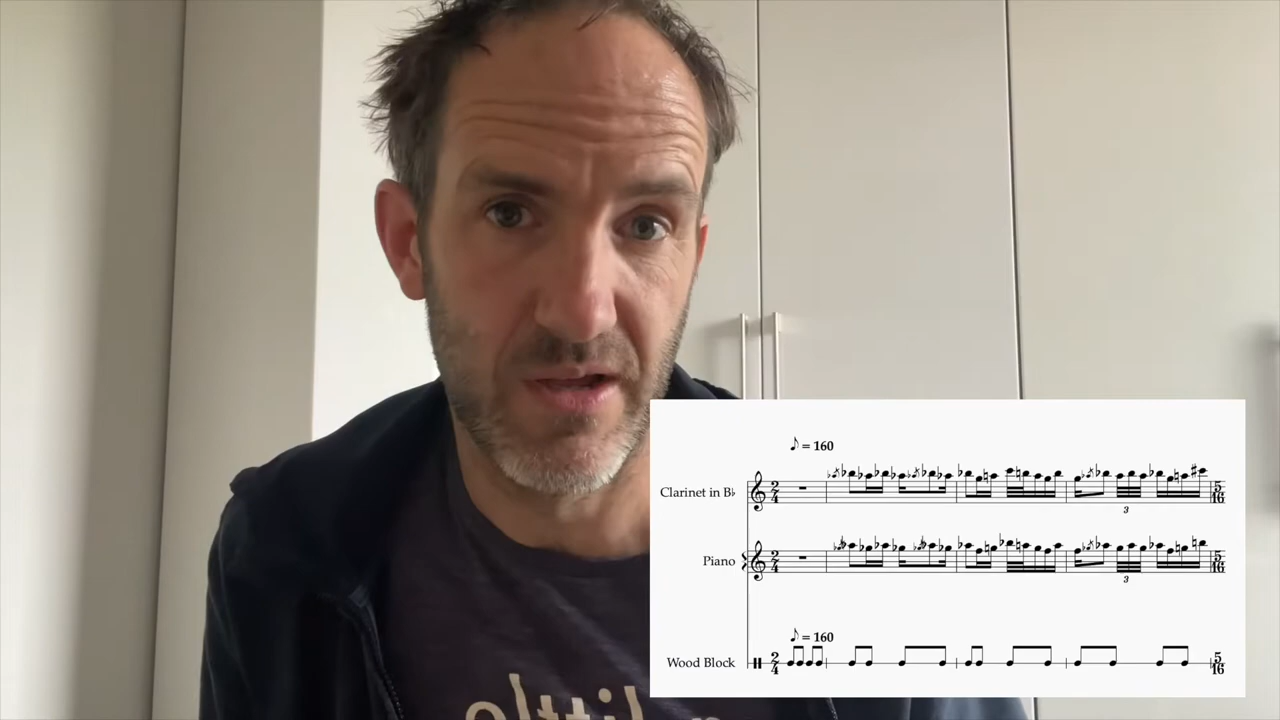 ♪ = 160
Clarinet in B♭
2
4
5
16
3
Piano
2
4
5
16
3
♪ = 160
Wood Block
2
4
5
16